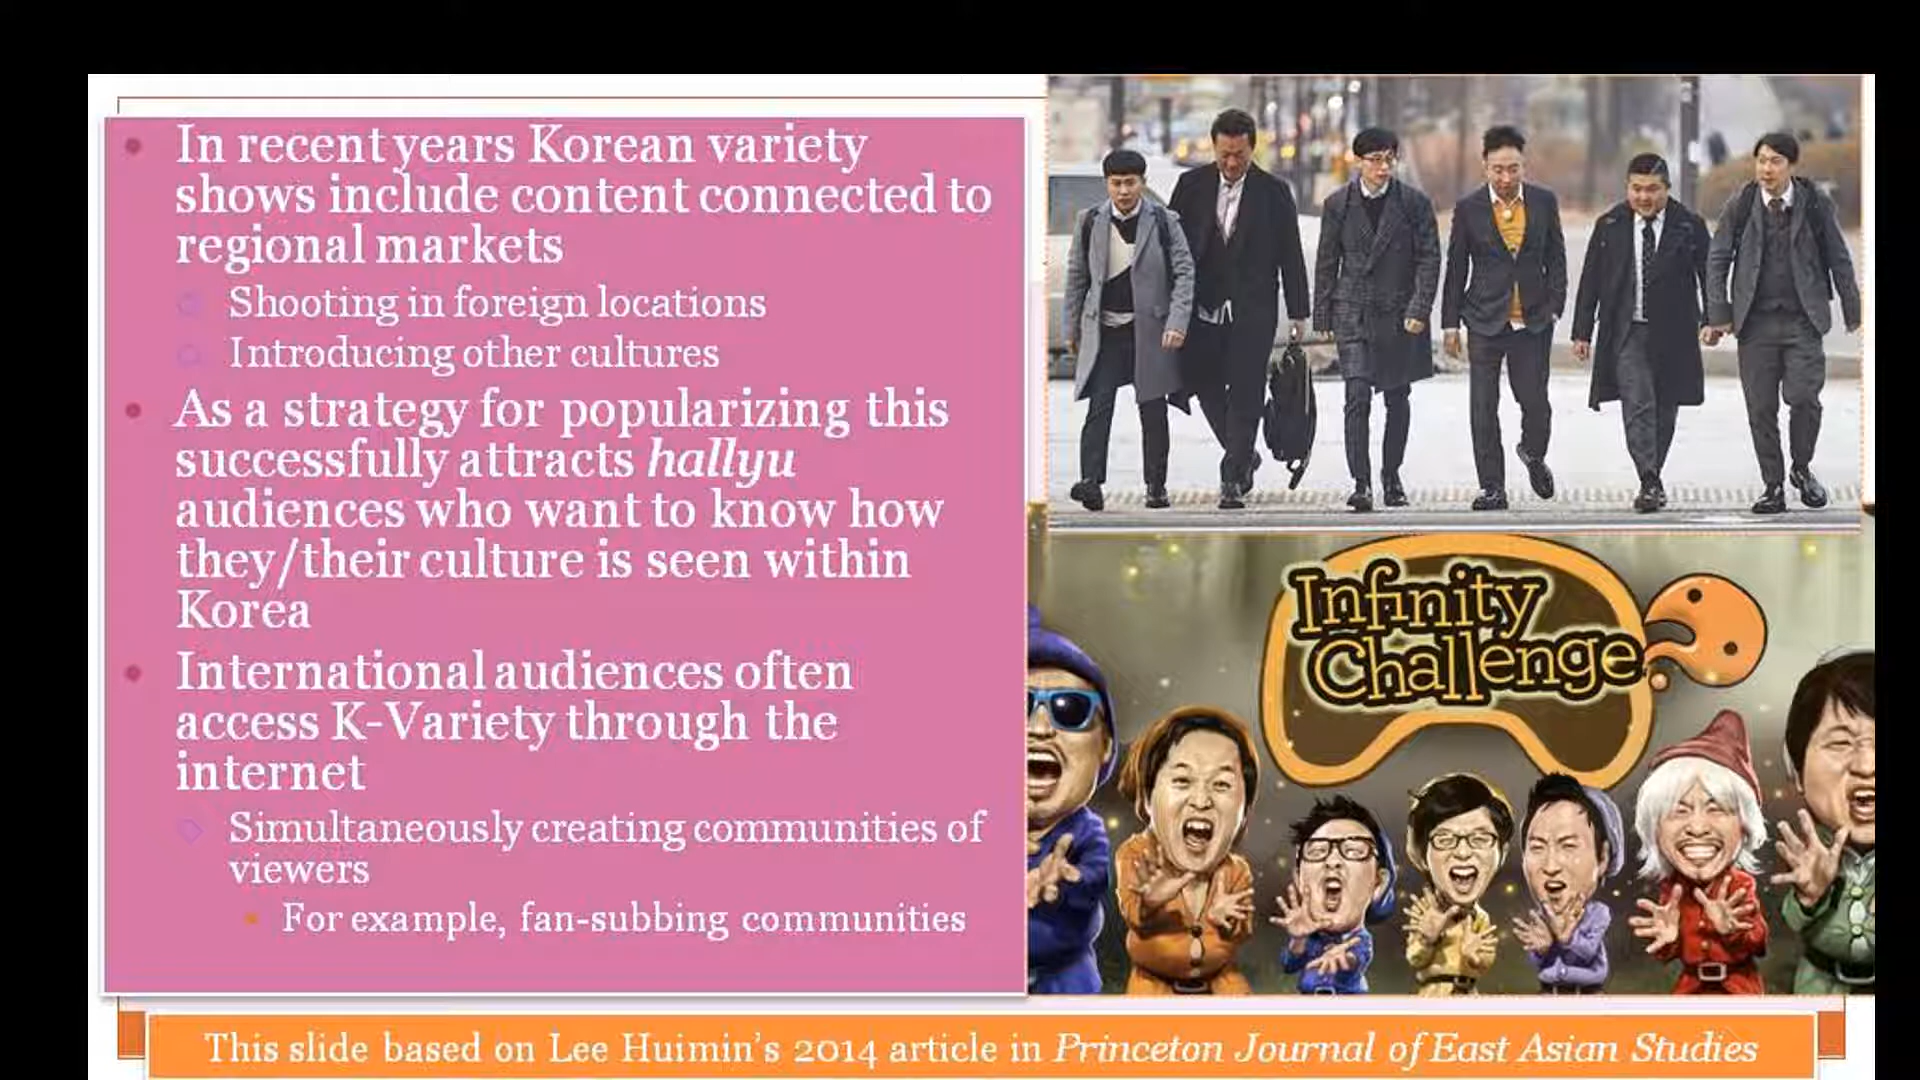 In recent years Korean variety
shows include content connected to
regional markets
Shooting in foreign locations
Introducing other cultures
As a strategy for popularizing this
successfully attracts hallyu
audiences who want to know how
they/their culture is seen within
Korea
International audiences often
access K-Variety through the
internet
Simultaneously creating communities of
viewers
For example, fan-subbing communities
Infinity
Challenge
This slide based on Lee Huimin's 2014 article in Princeton Journal of East Asian Studies